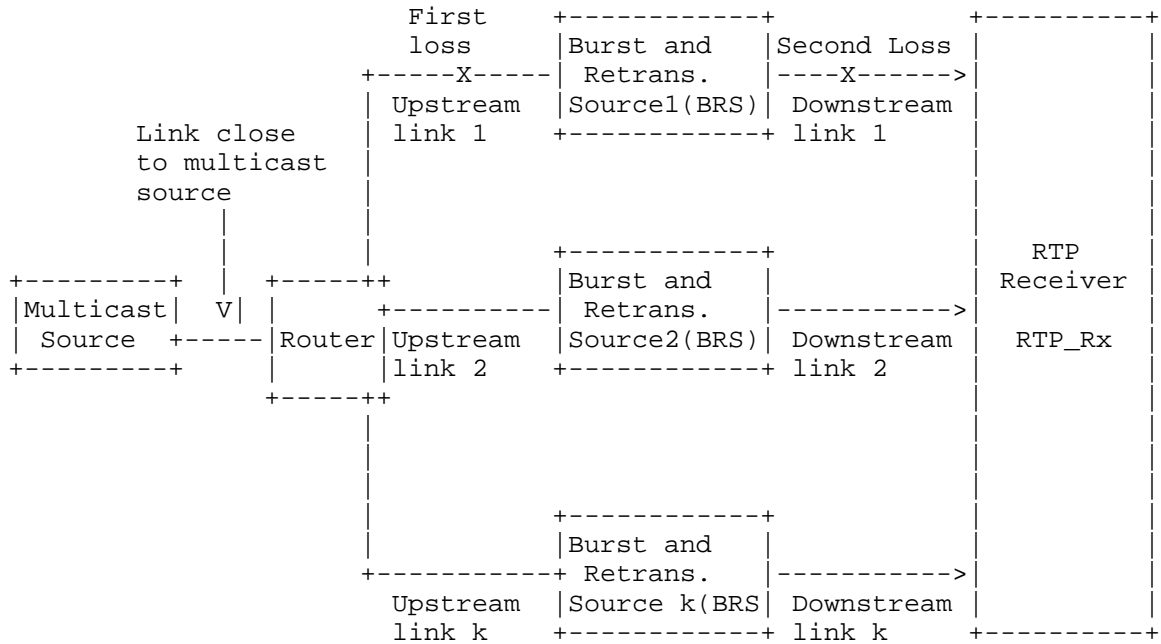 First
loss
Burst and
Retrans.
Source1(BRS)
Second Loss
Upstream
link 1
Downstream
link 1
Link close
to multicast
source
V
X
X
Multicast
Source
Router
Upstream
link 2
Burst and
Retrans.
Source2(BRS)
Downstream
link 2
RTP
Receiver
RTP_Rx
Burst and
Retrans.
Source k(BRS
Upstream
link k
Downstream
link k